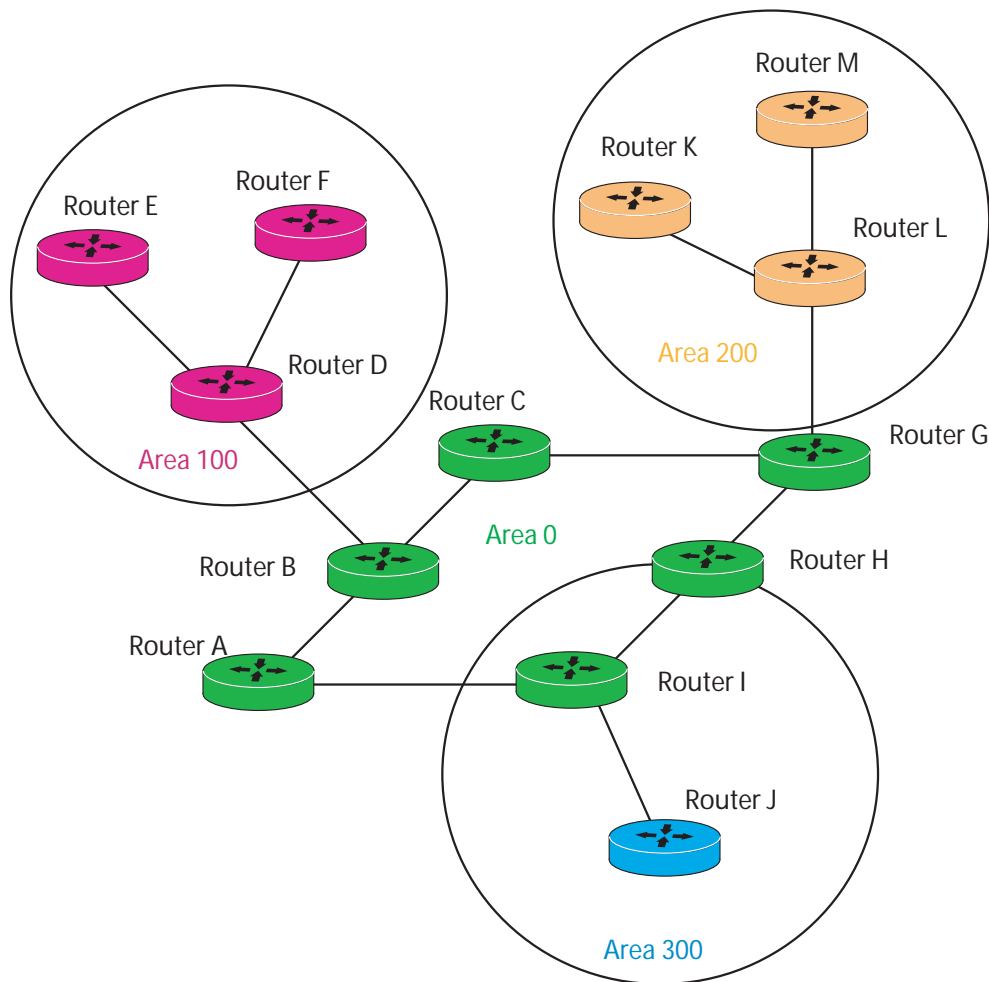 Router M
Router K
Router F
Router E
Router L
Area 200
Router D
Router C
Router G
Area 100
Area 0
Router B
Router H
Router A
Router I
Router J
Area 300